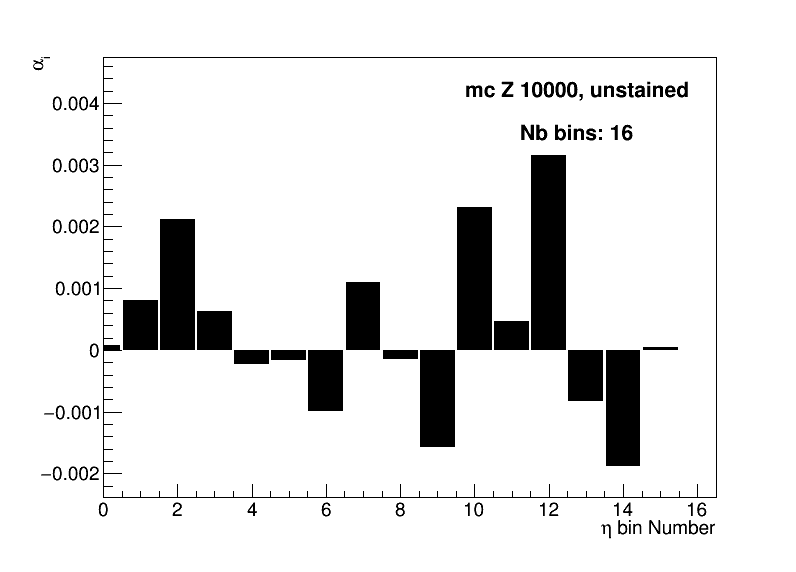 αi
mc Z 10000, unstained
Nb bins: 16
0.004
0.003
0.002
0.001
0
−0.001
−0.002
0 2 4 6 8 10 12 14 16
η bin Number